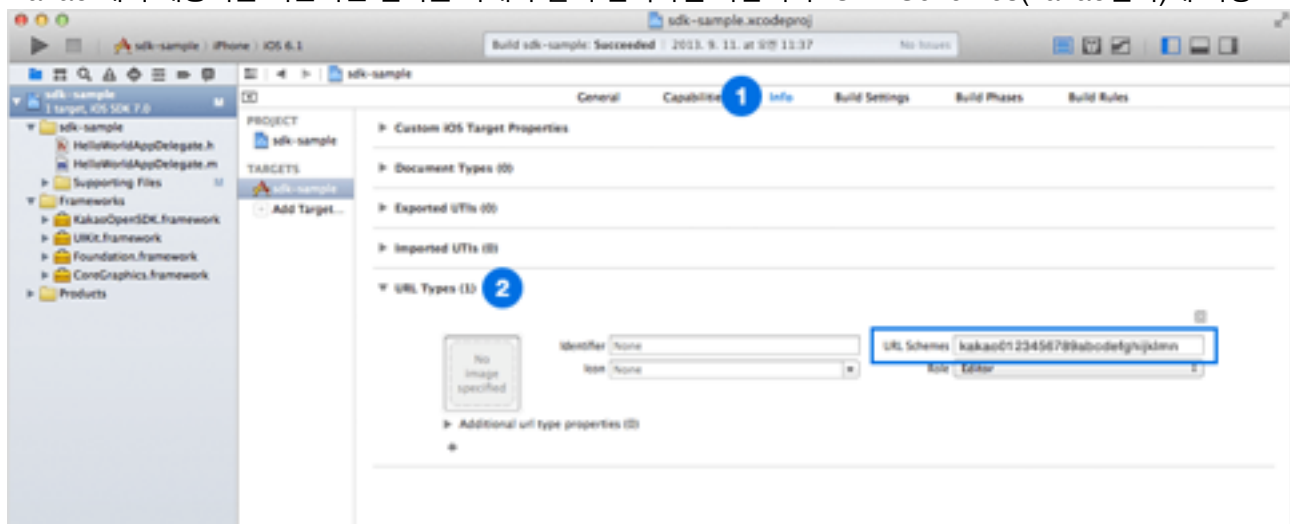 sdk-sample.xcodeproj
sdk-sample iPhone iOS 6.1
Build sdk-sample: Succeeded 2013. 9. 11. at 오전 11:37
No Issues
sdk-sample
sdk-sample
1 target, iOS SDK 7.0
M
sdk-sample
HelloWorldAppDelegate.h
HelloWorldAppDelegate.m
Supporting Files
M
Frameworks
KakaoOpenSDK.framework
UIKit.framework
Foundation.framework
CoreGraphics.framework
Products
PROJECT
sdk-sample
TARGETS
sdk-sample
Add Target...
General Capabilities 1 Info Build Settings Build Phases Build Rules
Custom iOS Target Properties
Document Types (0)
Exported UTIs (0)
Imported UTIs (0)
URL Types (1) 2
No
image
specified
Identifier None
URL Schemes kakao0123456789abcdefghijklmn
Icon None
Role Editor
Additional url type properties (0)